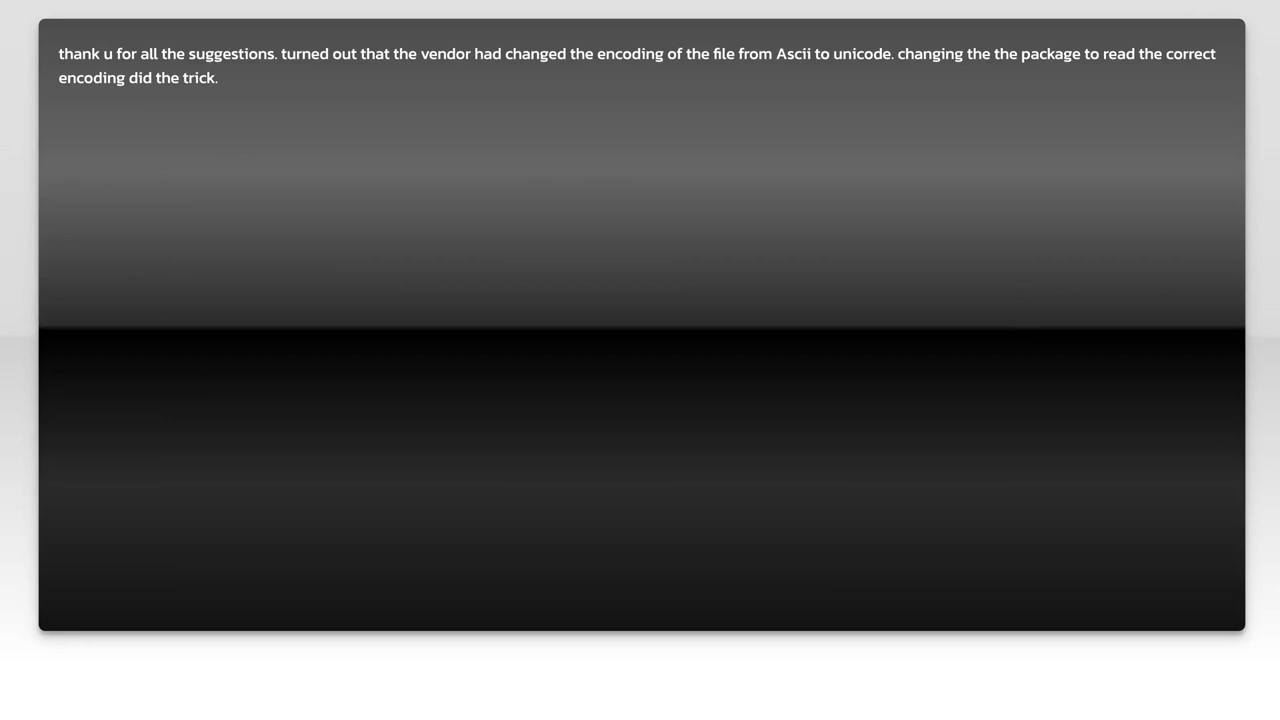 thank u for all the suggestions. turned out that the vendor had changed the encoding of the file from Ascii to unicode. changing the the package to read the correct
encoding did the trick.